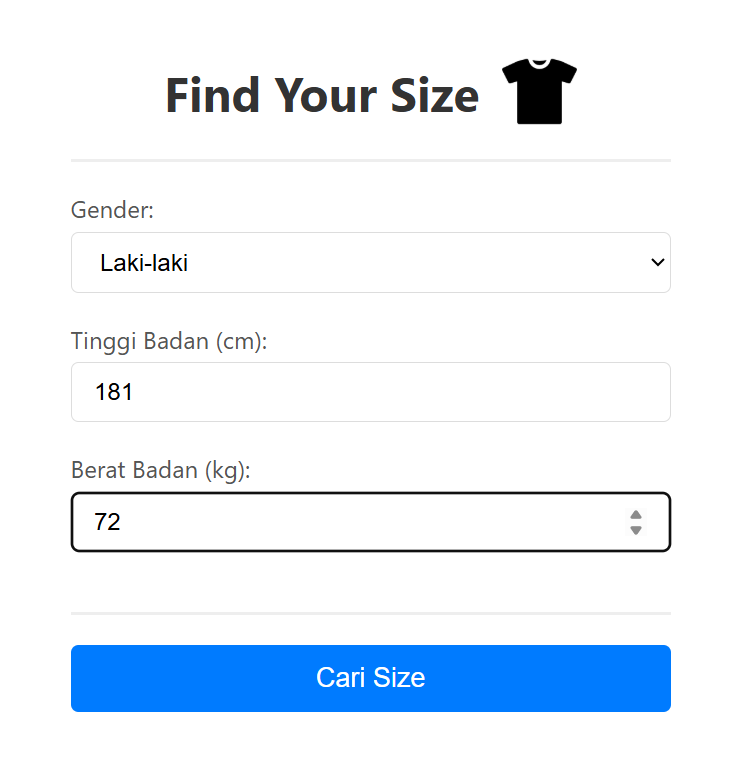 Find Your Size
Gender:
Laki-laki
Tinggi Badan (cm):
181
Berat Badan (kg):
72
Cari Size